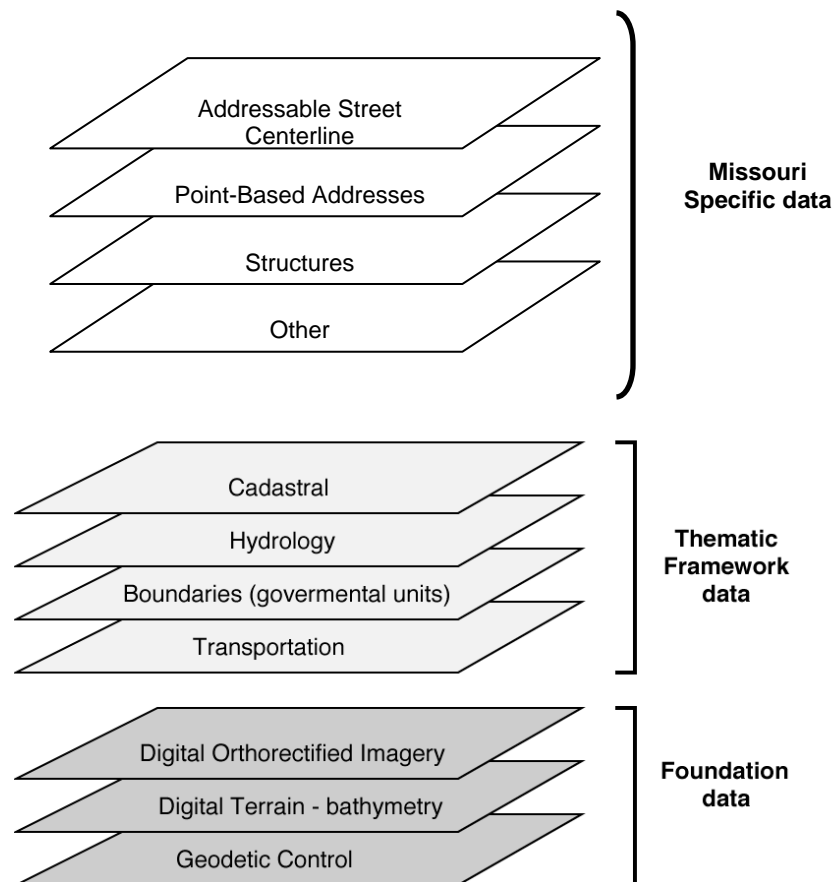 Addressable Street
Centerline
Point-Based Addresses
Structures
Other
Missouri
Specific data
Cadastral
Hydrology
Boundaries (govermental units)
Transportation
Thematic
Framework
data
Digital Orthorectified Imagery
Digital Terrain - bathymetry
Geodetic Control
Foundation
data